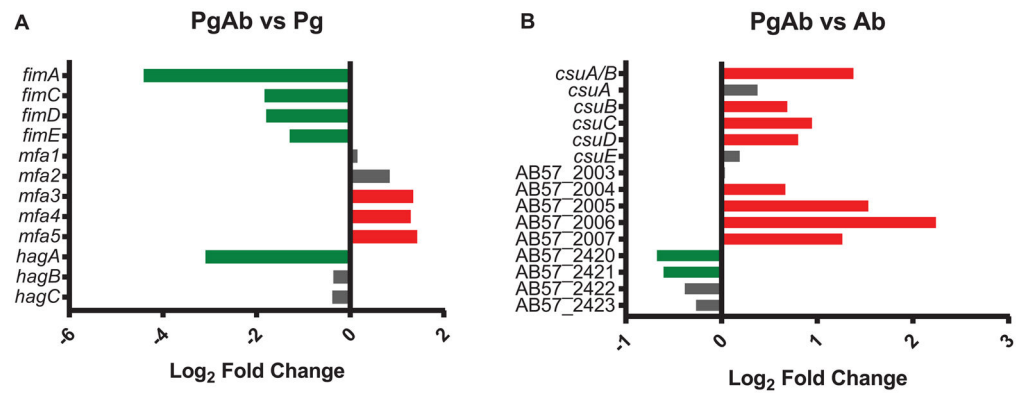 A
PgAb vs Pg
fimA
fimC
fimD
fimE
mfa1
mfa2
mfa3
mfa4
mfa5
hagA
hagB
hagC
-6
-4
-2
0
2
Log2 Fold Change
B
PgAb vs Ab
csuA/B
csuA
csuB
csuC
csuD
csuE
AB57_2003
AB57_2004
AB57_2005
AB57_2006
AB57_2007
AB57_2420
AB57_2421
AB57_2422
AB57_2423
-1
0
1
2
3
Log2 Fold Change